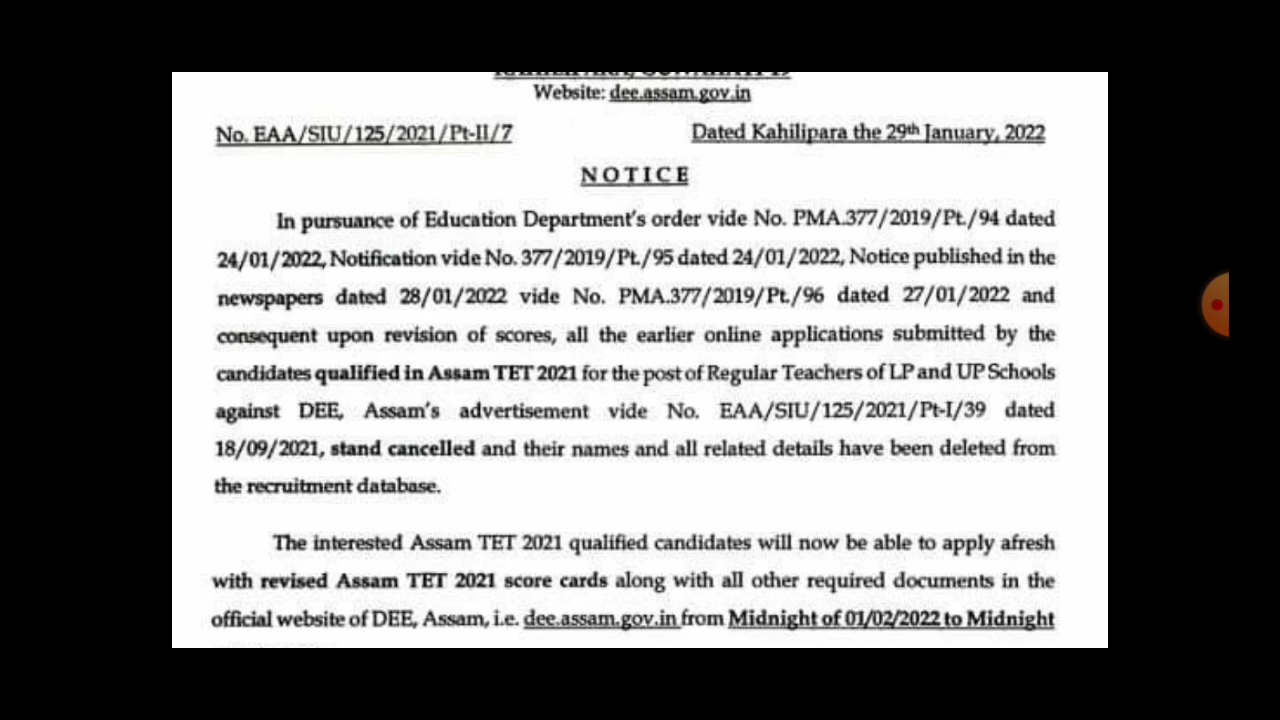 Website: dee.assam.gov.in
No. EAA/SIU/125/2021/Pt-II/7 Dated Kahilipara the 29th January, 2022
NOTICE
In pursuance of Education Department's order vide No. PMA.377/2019/Pt./94 dated
24/01/2022, Notification vide No. 377/2019/Pt./95 dated 24/01/2022, Notice published in the
newspapers dated 28/01/2022 vide No. PMA.377/2019/Pt./96 dated 27/01/2022 and
consequent upon revision of scores, all the earlier online applications submitted by the
candidates qualified in Assam TET 2021 for the post of Regular Teachers of LP and UP Schools
against DEE, Assam's advertisement vide No. EAA/SIU/125/2021/Pt-I/39 dated
18/09/2021, stand cancelled and their names and all related details have been deleted from
the recruitment database.
The interested Assam TET 2021 qualified candidates will now be able to apply afresh
with revised Assam TET 2021 score cards along with all other required documents in the
official website of DEE, Assam, i.e. dee.assam.gov.in from Midnight of 01/02/2022 to Midnight